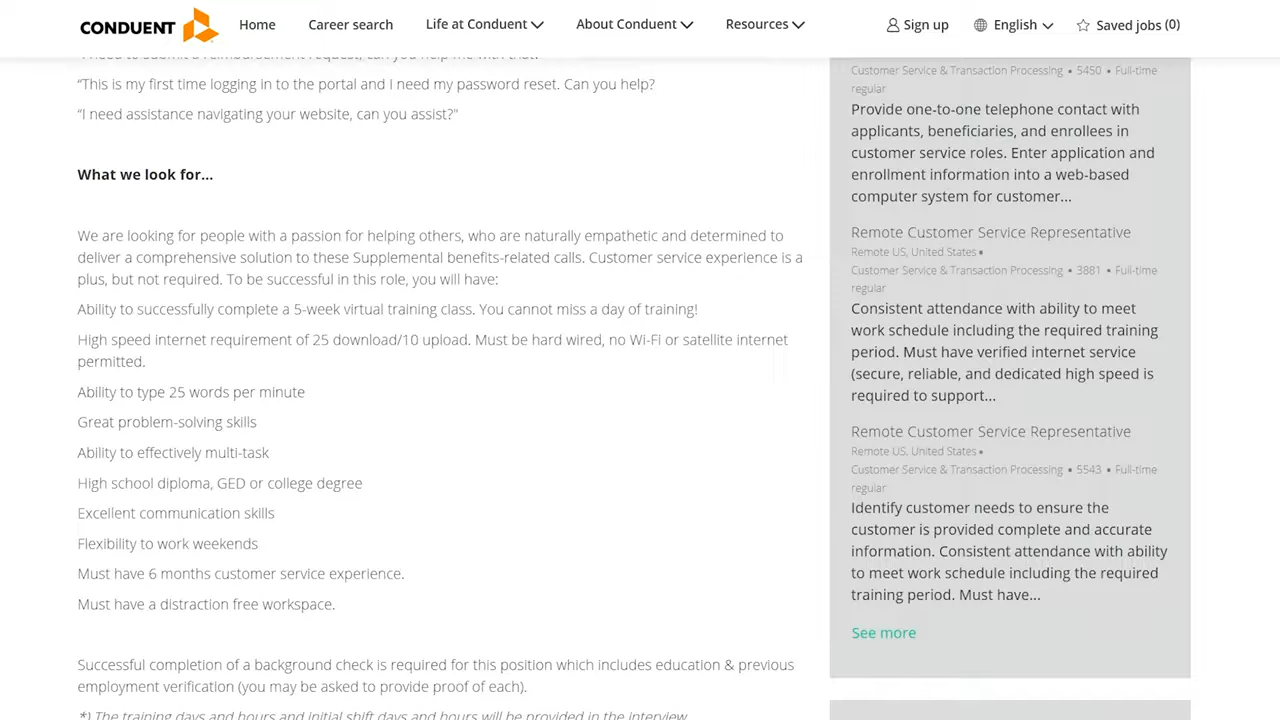 CONDUENT
Home
Career search
Life at Conduent
About Conduent
Resources
Sign up
English
Saved jobs (0)
“I need to submit a reimbursement request, can you help me with that?
“This is my first time logging in to the portal and I need my password reset. Can you help?
“I need assistance navigating your website, can you assist?"
What we look for...
We are looking for people with a passion for helping others, who are naturally empathetic and determined to
deliver a comprehensive solution to these Supplemental benefits-related calls. Customer service experience is a
plus, but not required. To be successful in this role, you will have:
Ability to successfully complete a 5-week virtual training class. You cannot miss a day of training!
High speed internet requirement of 25 download/10 upload. Must be hard wired, no Wi-Fi or satellite internet
permitted.
Ability to type 25 words per minute
Great problem-solving skills
Ability to effectively multi-task
High school diploma, GED or college degree
Excellent communication skills
Flexibility to work weekends
Must have 6 months customer service experience.
Must have a distraction free workspace.
Successful completion of a background check is required for this position which includes education & previous
employment verification (you may be asked to provide proof of each).
*) The training days and hours and initial shift days and hours will be provided in the interview
Customer Service & Transaction Processing • 5450 • Full-time
regular
Provide one-to-one telephone contact with
applicants, beneficiaries, and enrollees in
customer service roles. Enter application and
enrollment information into a web-based
computer system for customer...
Remote Customer Service Representative
Remote US, United States •
Customer Service & Transaction Processing • 3881 • Full-time
regular
Consistent attendance with ability to meet
work schedule including the required training
period. Must have verified internet service
(secure, reliable, and dedicated high speed is
required to support...
Remote Customer Service Representative
Remote US, United States •
Customer Service & Transaction Processing • 5543 • Full-time
regular
Identify customer needs to ensure the
customer is provided complete and accurate
information. Consistent attendance with ability
to meet work schedule including the required
training period. Must have...
See more